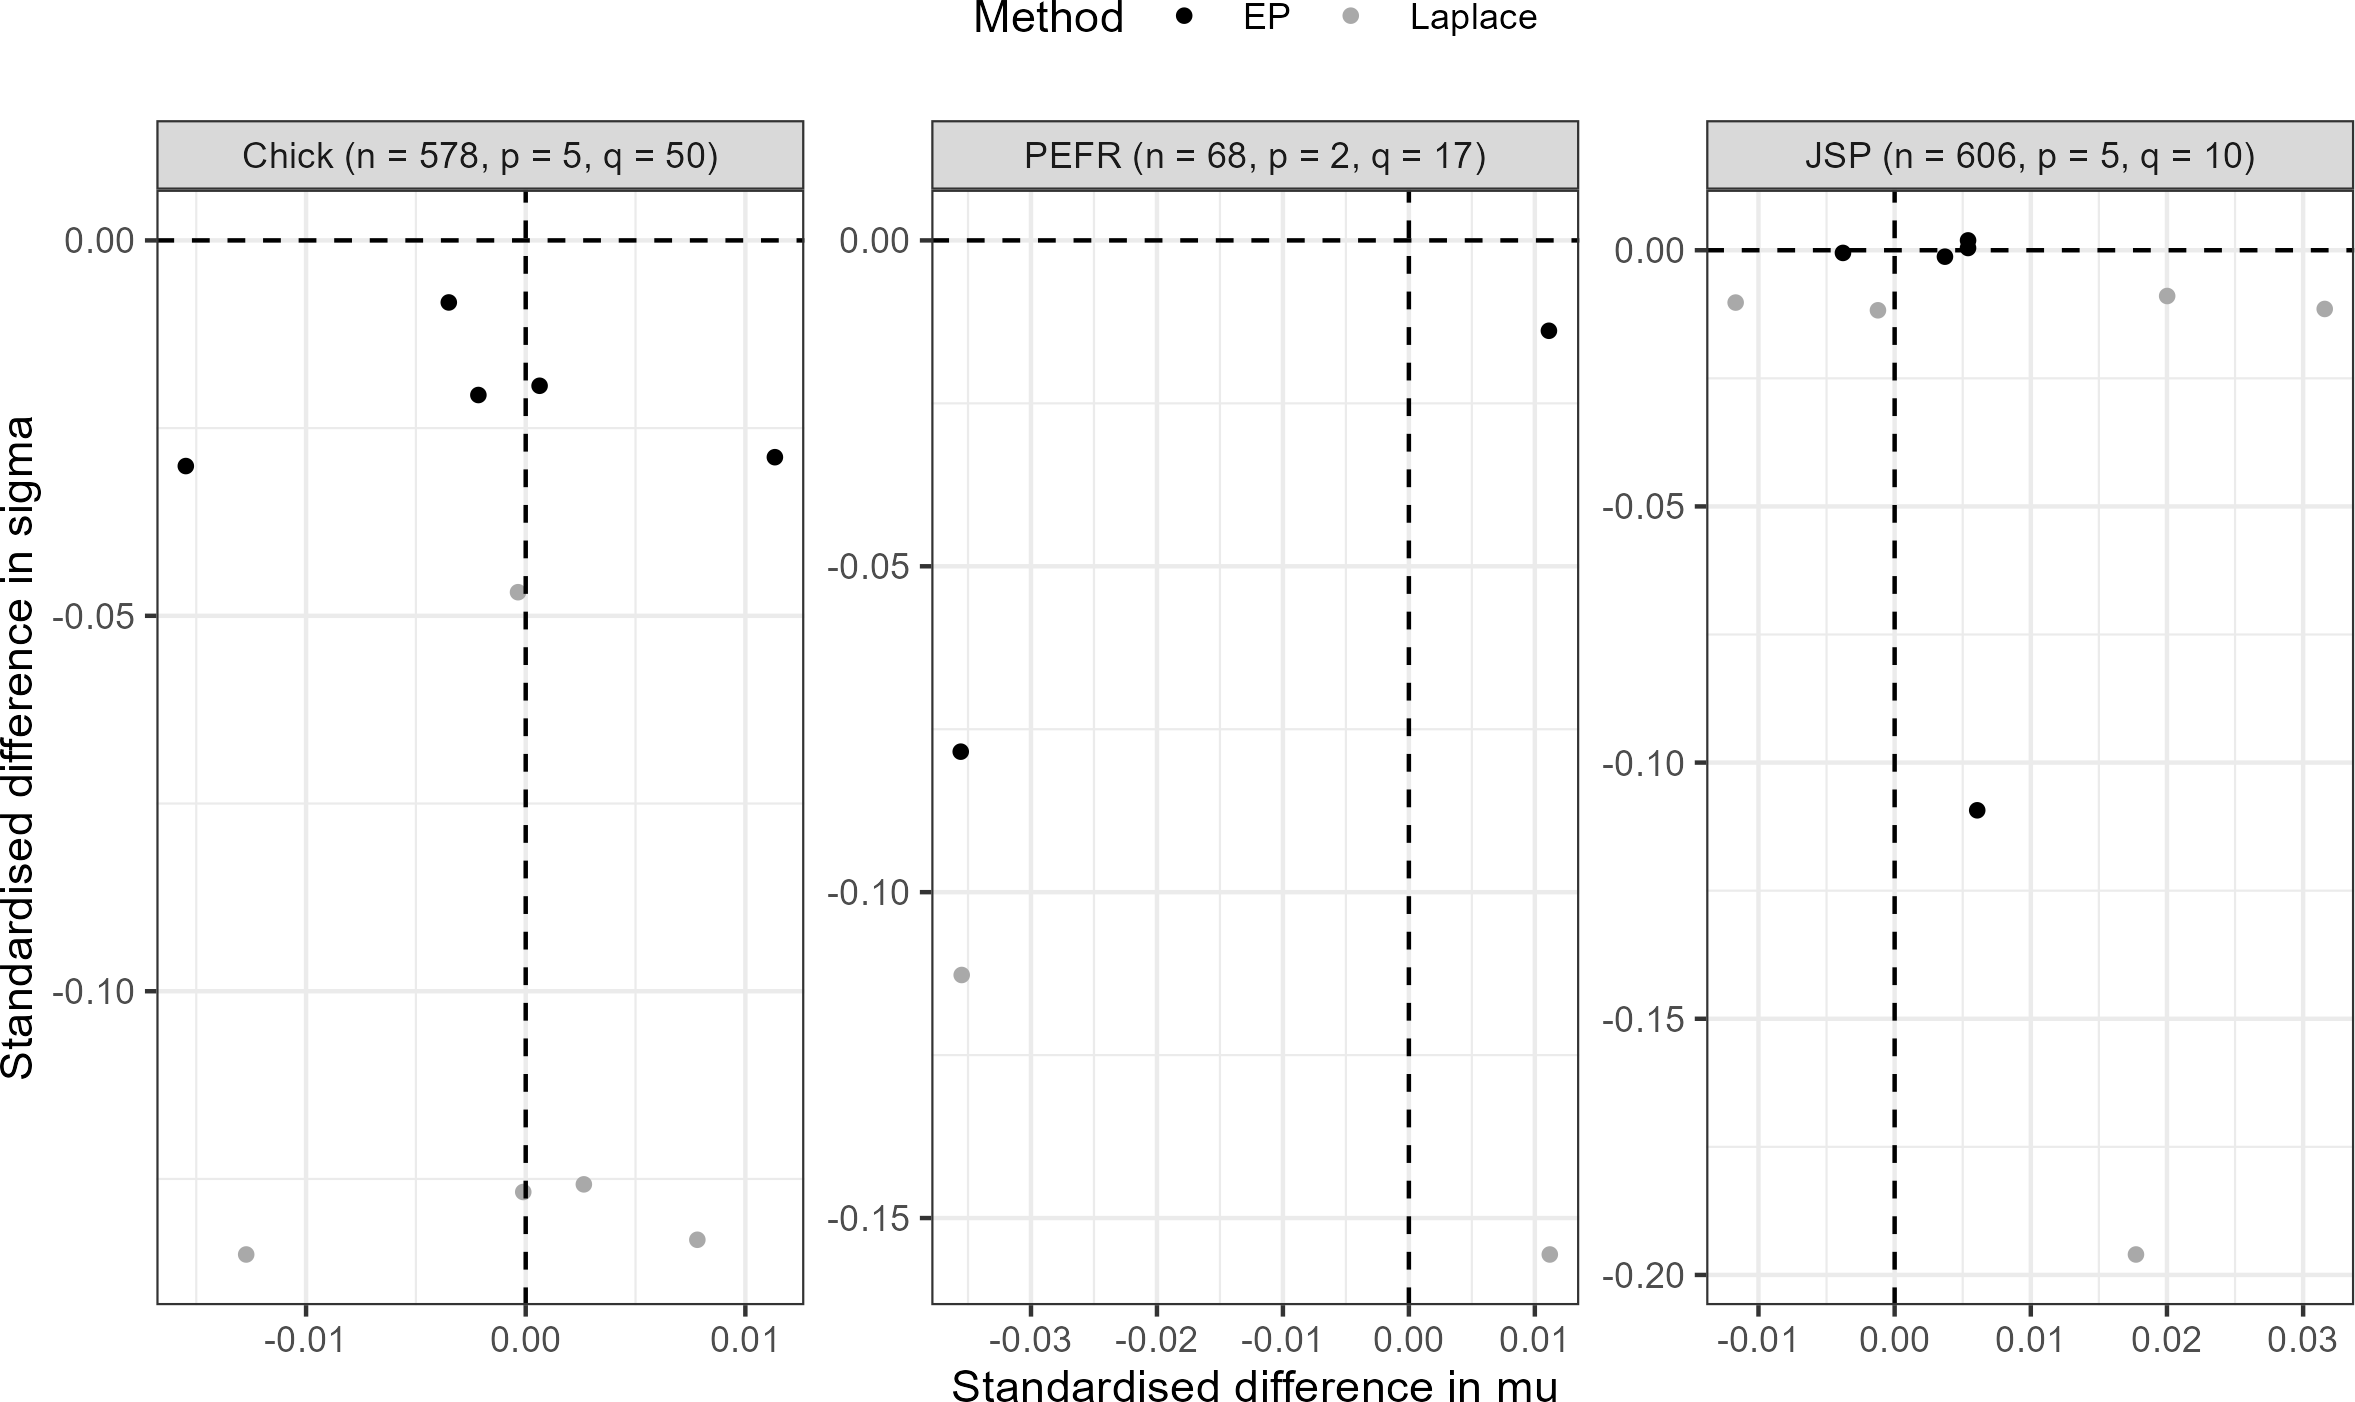 Method EP Laplace
Chick (n = 578, p = 5, q = 50)
PEFR (n = 68, p = 2, q = 17)
JSP (n = 606, p = 5, q = 10)
Standardised difference in sigma
0.00
-0.05
-0.10
0.00
-0.05
-0.10
-0.15
0.00
-0.05
-0.10
-0.15
-0.20
-0.01 0.00 0.01
-0.03 -0.02 -0.01 0.00 0.01
-0.01 0.00 0.01 0.02 0.03
Standardised difference in mu